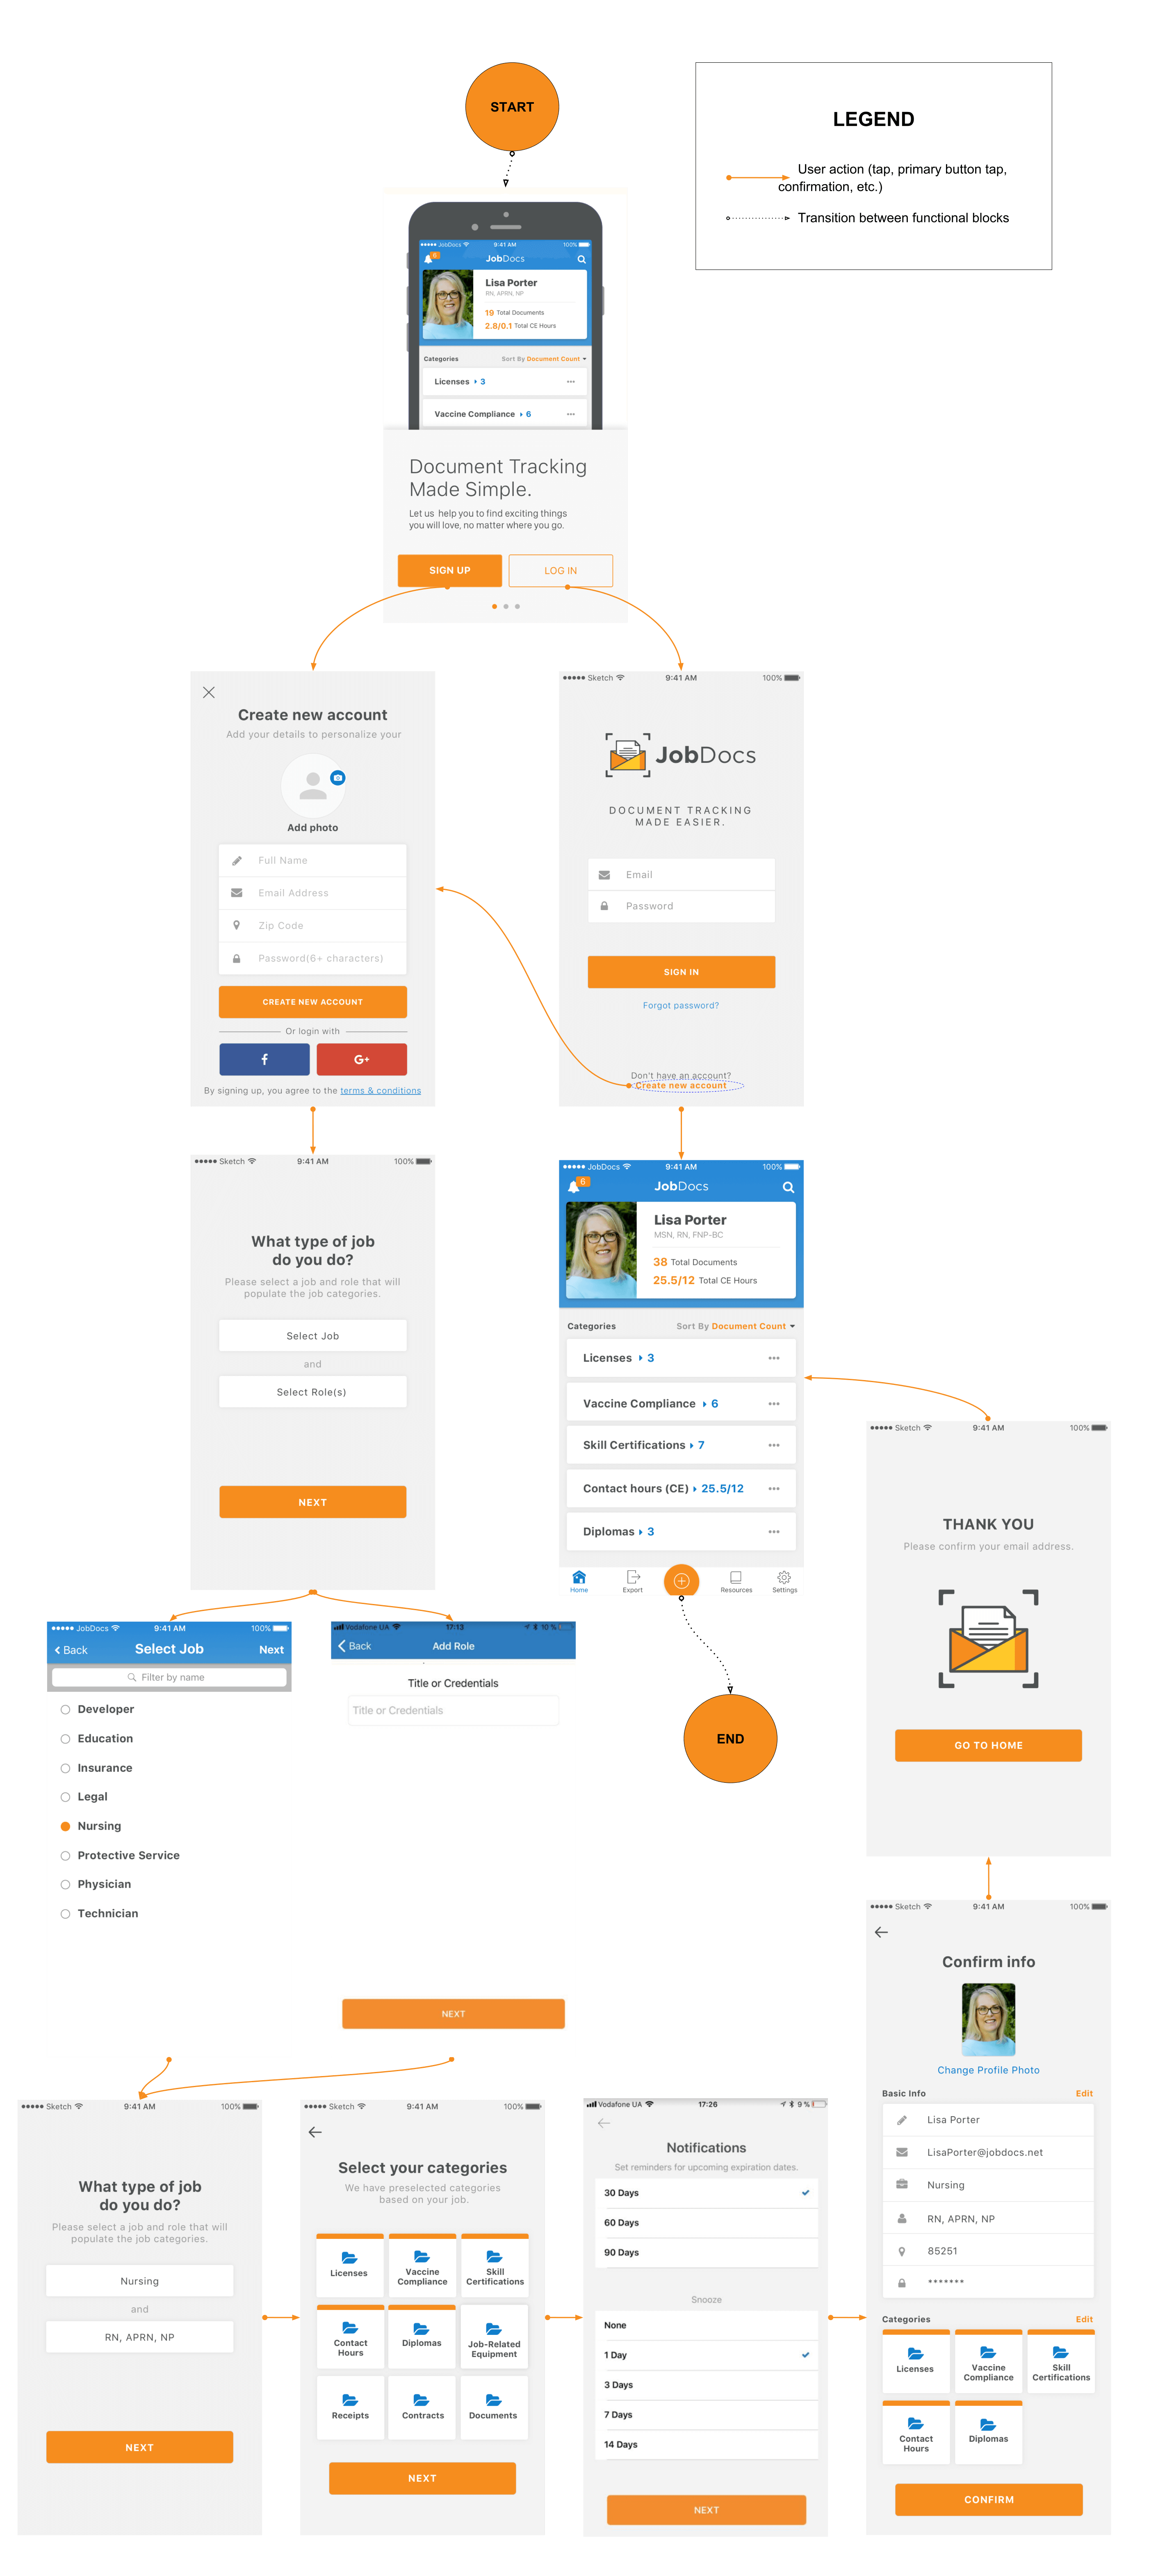 START
LEGEND
User action (tap, primary button tap,
confirmation, etc.)
Transition between functional blocks
JobDocs 9:41 AM 100%
6 JobDocs
Lisa Porter
RN, APRN, NP
19 Total Documents
2.8/0.1 Total CE Hours
Categories Sort By Document Count
Licenses 3
Vaccine Compliance 6
Document Tracking
Made Simple.
Let us help you to find exciting things
you will love, no matter where you go.
SIGN UP LOG IN
Create new account
Add your details to personalize your
Add photo
Full Name
Email Address
Zip Code
Password(6+ characters)
CREATE NEW ACCOUNT
Or login with
f G+
By signing up, you agree to the terms & conditions
Sketch 9:41 AM 100%
JobDocs
DOCUMENT TRACKING
MADE EASIER.
Email
Password
SIGN IN
Forgot password?
Don't have an account?
Create new account
Sketch 9:41 AM 100%
What type of job
do you do?
Please select a job and role that will
populate the job categories.
Select Job
and
Select Role(s)
NEXT
JobDocs 9:41 AM 100%
6 JobDocs
Lisa Porter
MSN, RN, FNP-BC
38 Total Documents
25.5/12 Total CE Hours
Categories Sort By Document Count
Licenses 3
Vaccine Compliance 6
Skill Certifications 7
Contact hours (CE) 25.5/12
Diplomas 3
Home Export Resources Settings
END
JobDocs 9:41 AM 100%
Back Select Job Next
Filter by name
Developer
Education
Insurance
Legal
Nursing
Protective Service
Physician
Technician
Vodafone UA 17:13 10 %
Back Add Role
Title or Credentials
Title or Credentials
NEXT
Sketch 9:41 AM 100%
What type of job
do you do?
Please select a job and role that will
populate the job categories.
Nursing
and
RN, APRN, NP
NEXT
Sketch 9:41 AM 100%
Select your categories
We have preselected categories
based on your job.
Licenses Vaccine Compliance Skill Certifications
Contact Hours Diplomas Job-Related Equipment
Receipts Contracts Documents
NEXT
Vodafone UA 17:26 9 %
Notifications
Set reminders for upcoming expiration dates.
30 Days
60 Days
90 Days
Snooze
None
1 Day
3 Days
7 Days
14 Days
NEXT
Sketch 9:41 AM 100%
Confirm info
Change Profile Photo
Basic Info Edit
Lisa Porter
LisaPorter@jobdocs.net
Nursing
RN, APRN, NP
85251
*******
Categories Edit
Licenses Vaccine Compliance Skill Certifications
Contact Hours Diplomas
CONFIRM
Sketch 9:41 AM 100%
THANK YOU
Please confirm your email address.
GO TO HOME